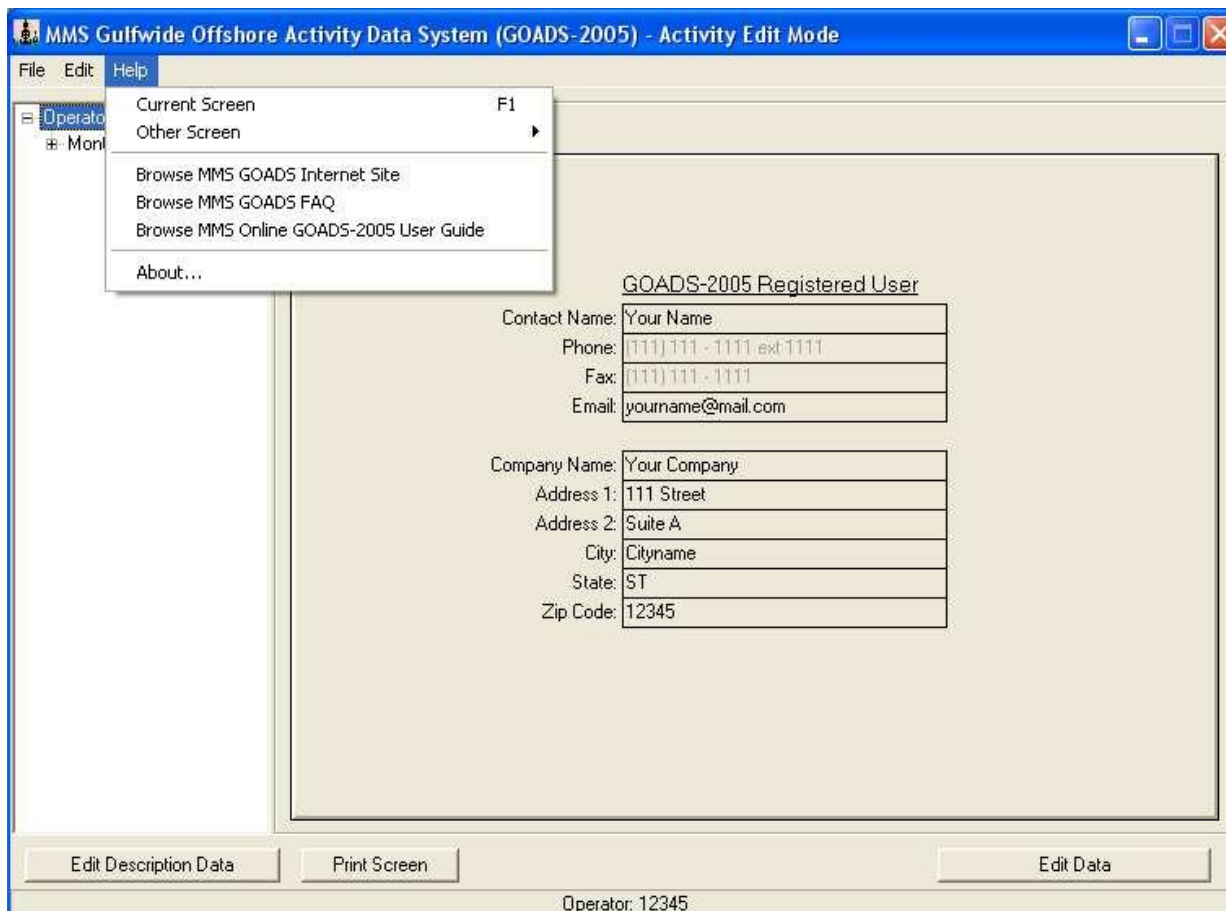 MMS Gulfwide Offshore Activity Data System (GOADS-2005) - Activity Edit Mode
File Edit Help
Current Screen F1
Other Screen
Browse MMS GOADS Internet Site
Browse MMS GOADS FAQ
Browse MMS Online GOADS-2005 User Guide
About...
Operato
Mont
GOADS-2005 Registered User
Contact Name: Your Name
Phone: (111) 111 - 1111 ext 1111
Fax: (111) 111 - 1111
Email: yourname@mail.com
Company Name: Your Company
Address 1: 111 Street
Address 2: Suite A
City: Cityname
State: ST
Zip Code: 12345
Edit Description Data Print Screen Edit Data
Operator: 12345